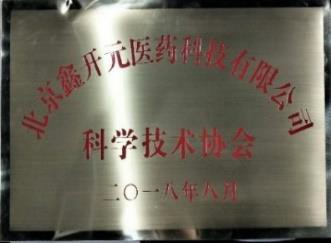 北京鑫开元医药科技有限公司
科学技术协会
二〇一八年八月